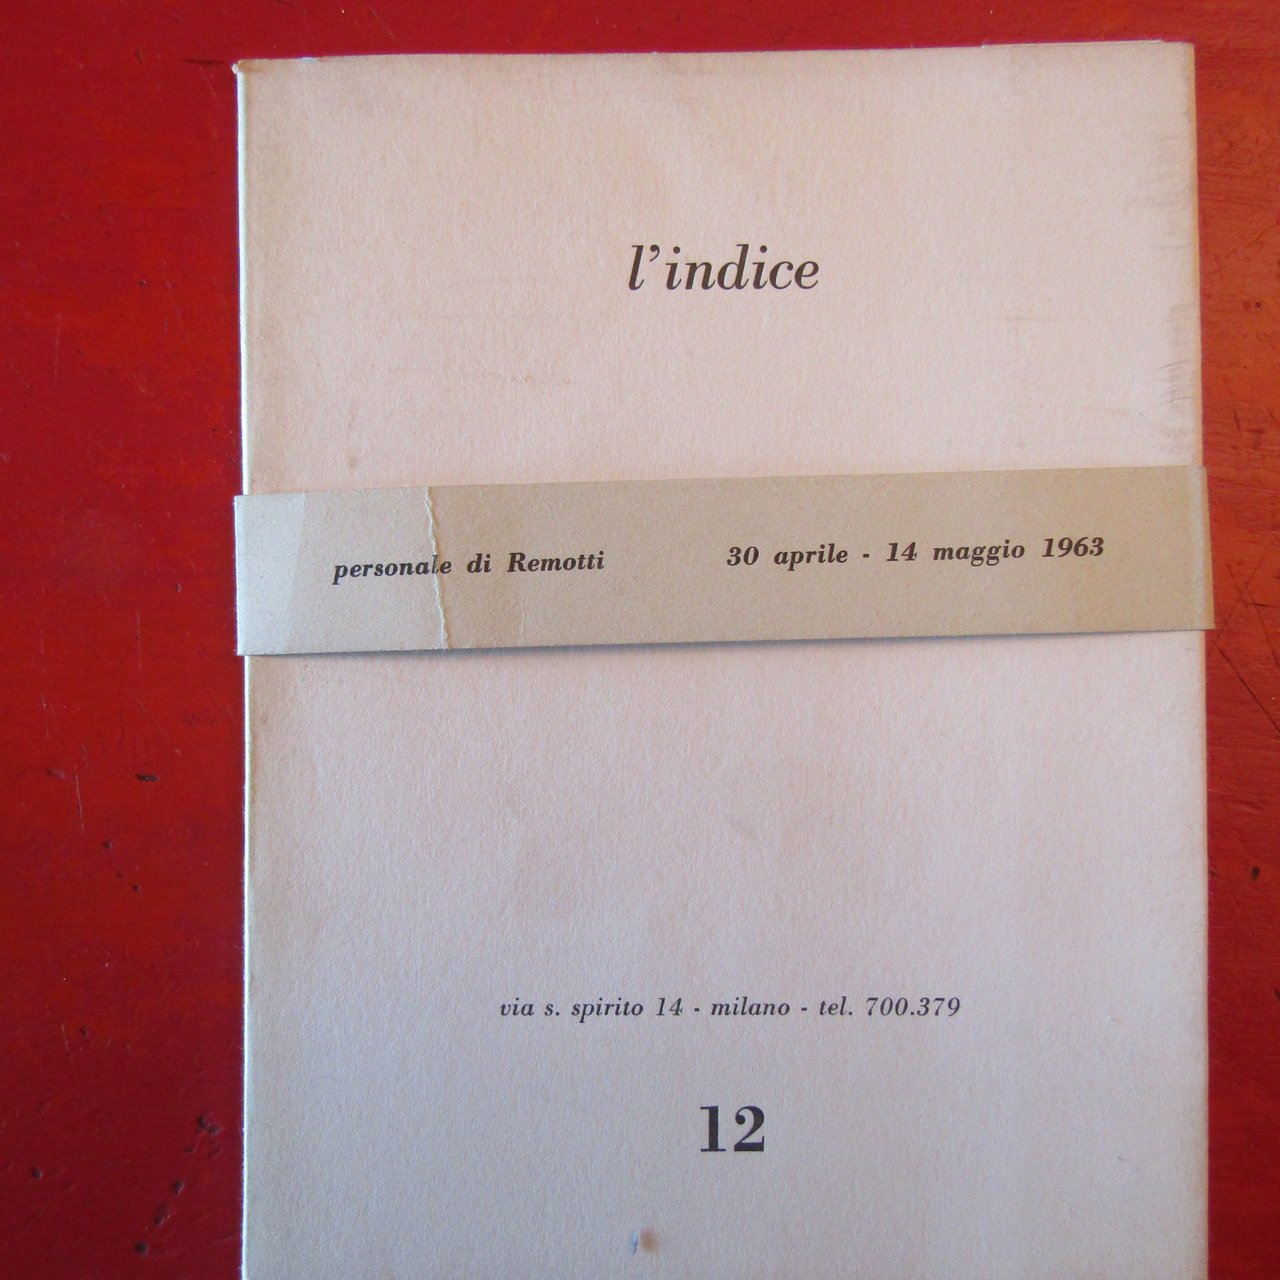 l'indice
personale di Remotti 30 aprile - 14 maggio 1963
via s. spirito 14 - milano - tel. 700.379
12